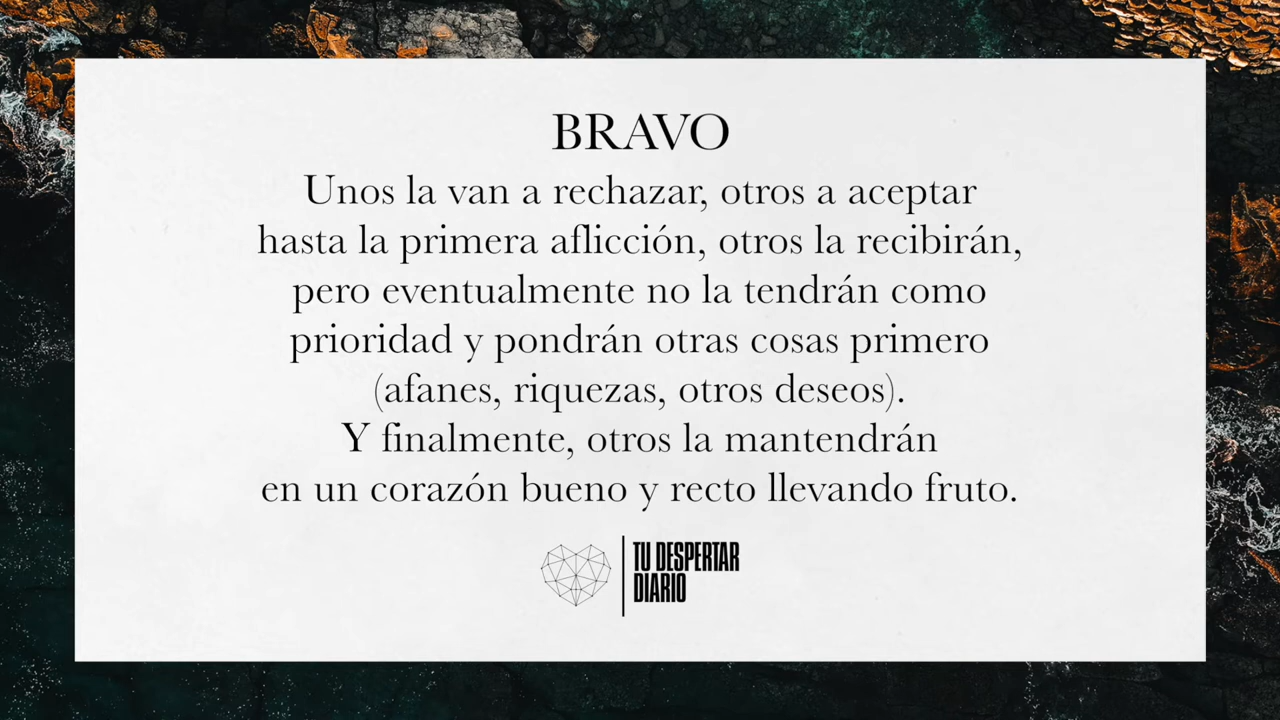 BRAVO
Unos la van a rechazar, otros a aceptar
hasta la primera aflicción, otros la recibirán,
pero eventualmente no la tendrán como
prioridad y pondrán otras cosas primero
(afanes, riquezas, otros deseos).
Y finalmente, otros la mantendrán
en un corazón bueno y recto llevando fruto.
TU DESPERTAR
DIARIO